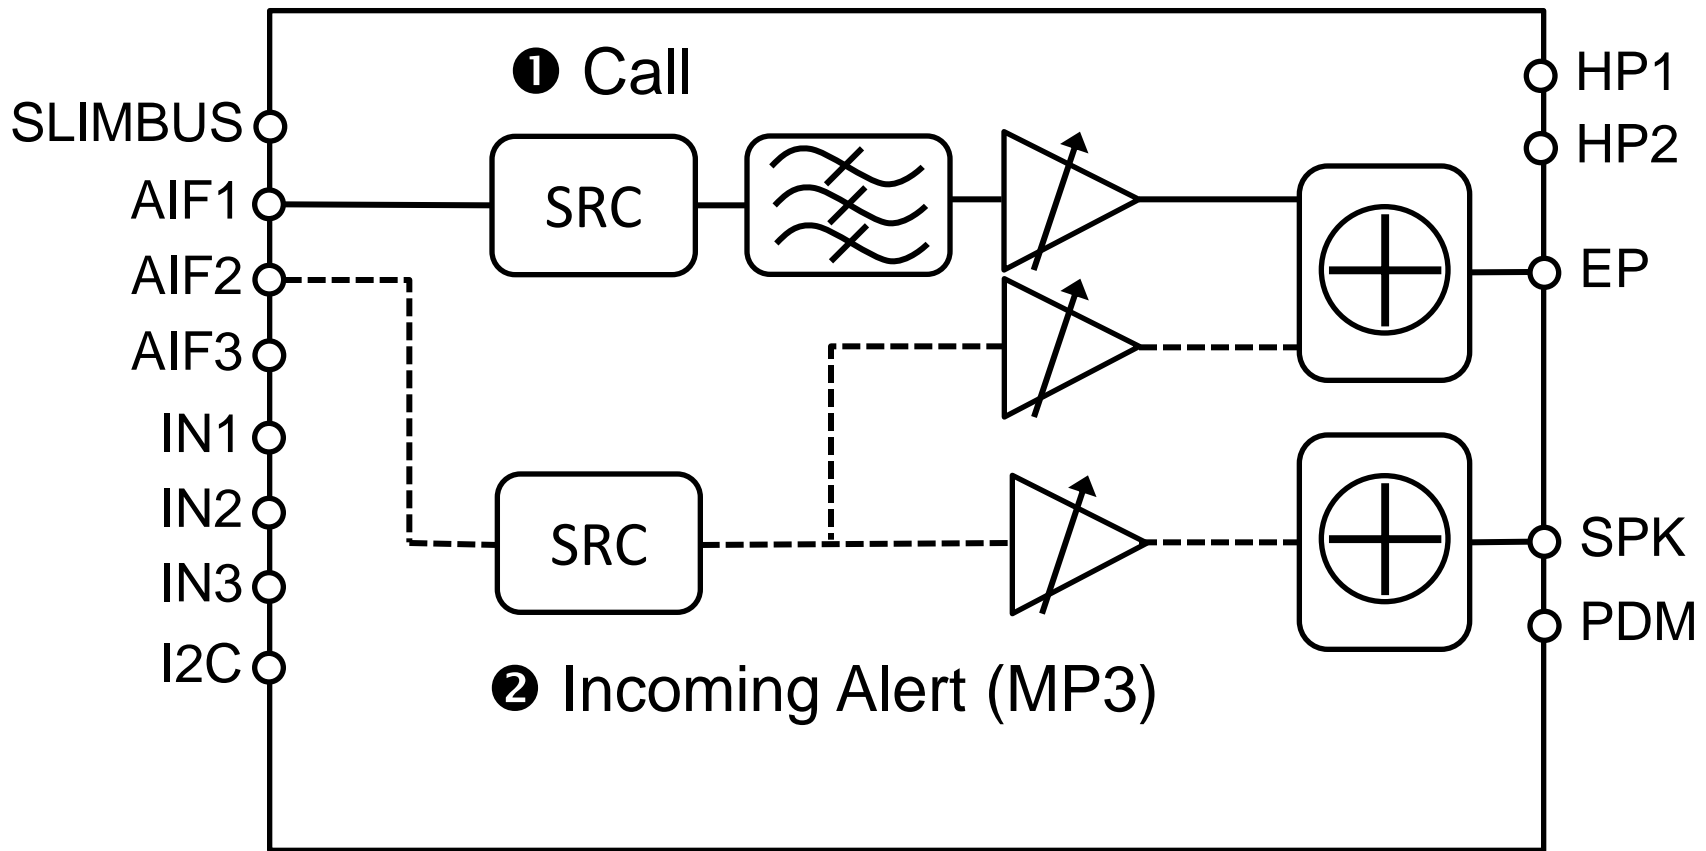 ❶ Call
SLIMBUS
AIF1
AIF2
AIF3
IN1
IN2
IN3
I2C
SRC
SRC
❷ Incoming Alert (MP3)
HP1
HP2
EP
SPK
PDM